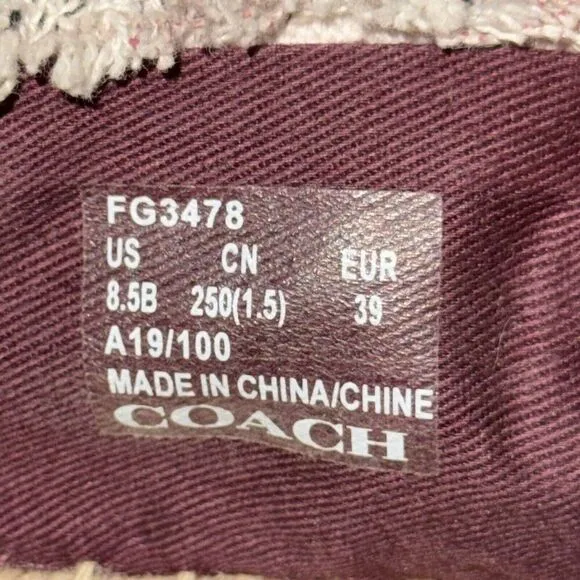 FG3478
US CN EUR
8.5B 250(1.5) 39
A19/100
MADE IN CHINA/CHINE
COACH